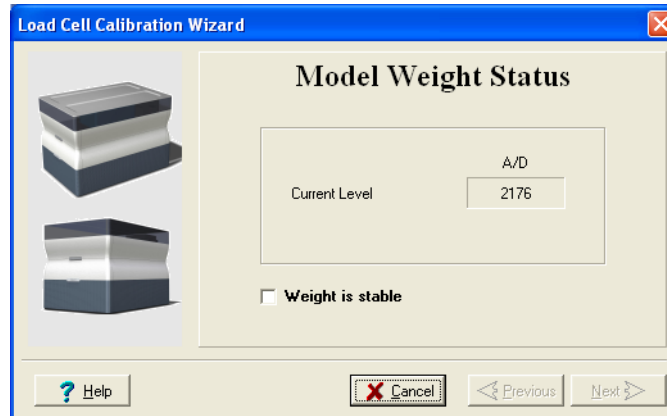 Load Cell Calibration Wizard
Model Weight Status
A/D
Current Level 2176
Weight is stable
? Help Cancel Previous Next